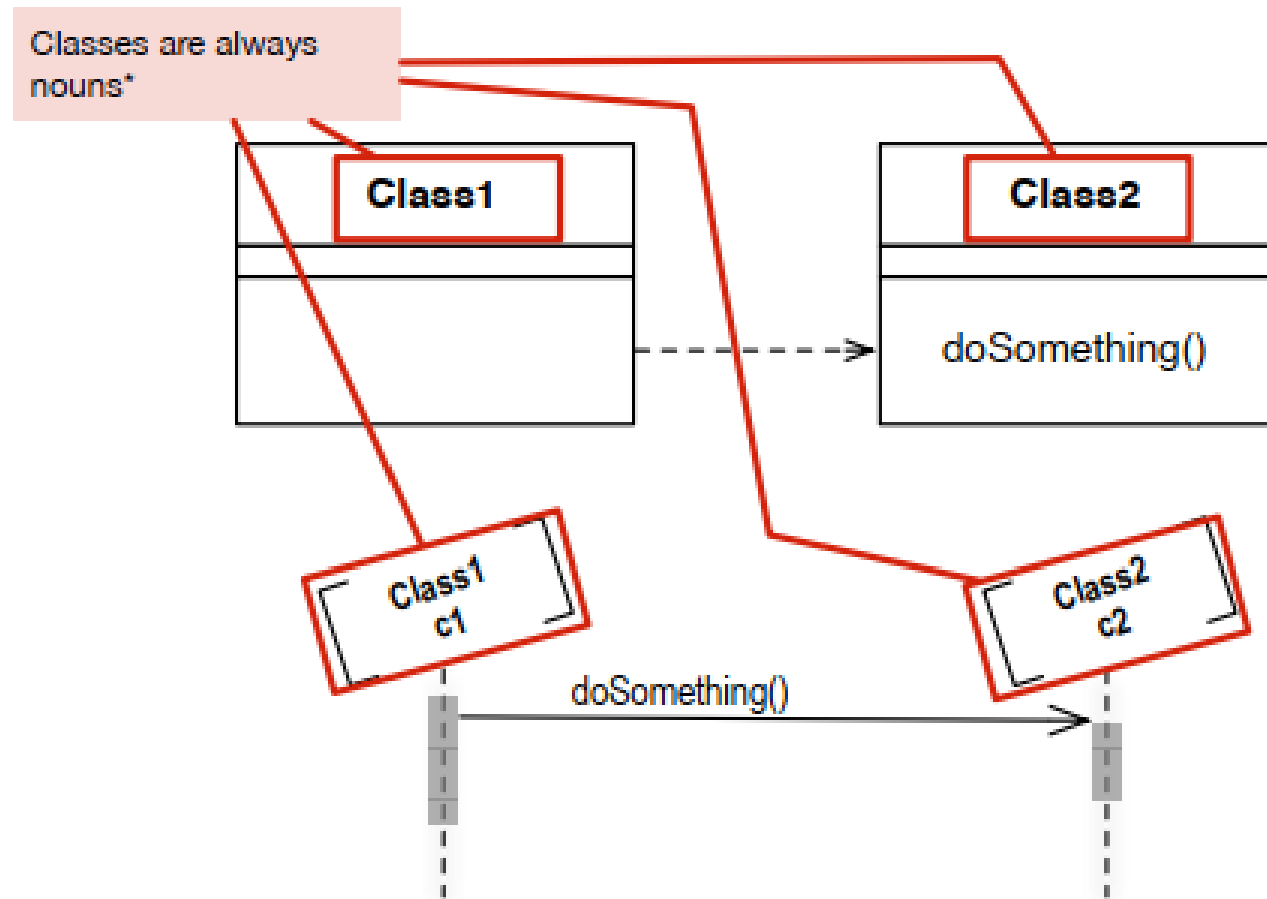 Classes are always
nouns*
Class1
Class2
doSomething()
Class1
c1
Class2
c2
doSomething()